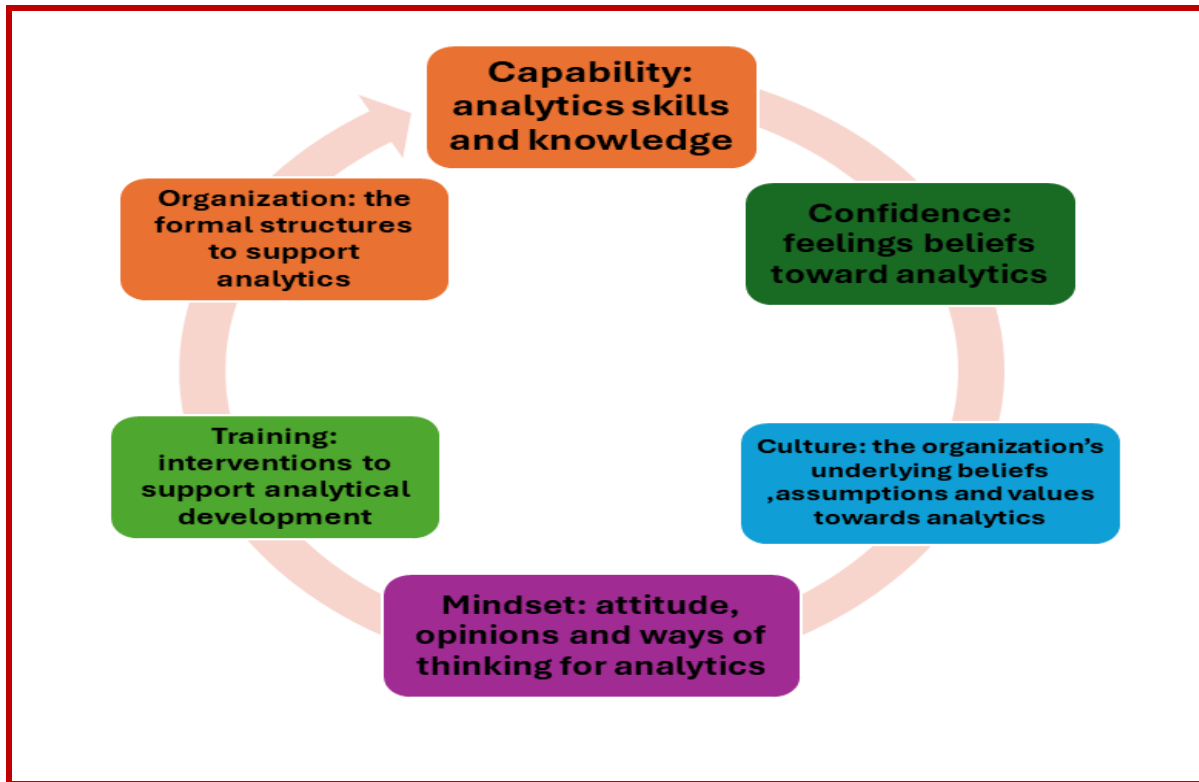 Capability:
analytics skills
and knowledge
Confidence:
feelings beliefs
toward analytics
Culture: the organization’s
underlying beliefs
,assumptions and values
towards analytics
Mindset: attitude,
opinions and ways of
thinking for analytics
Training:
interventions to
support analytical
development
Organization: the
formal structures
to support
analytics